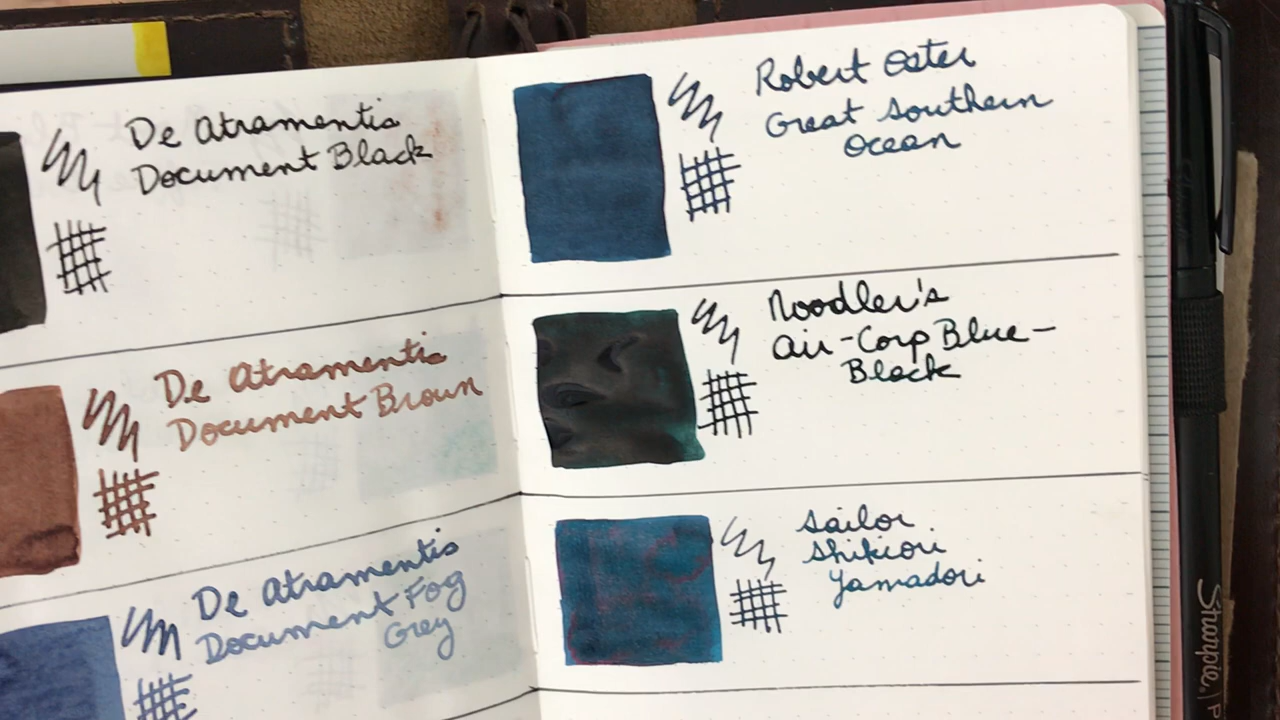 De Atramentis
Document Black
De Atramentis
Document Brown
De Atramentis
Document Fog
Grey
Robert Oster
Great Southern
Ocean
Noodler's
Air-Corp Blue-
Black
Sailor
Shikiori
Yamadori
Sharpie.